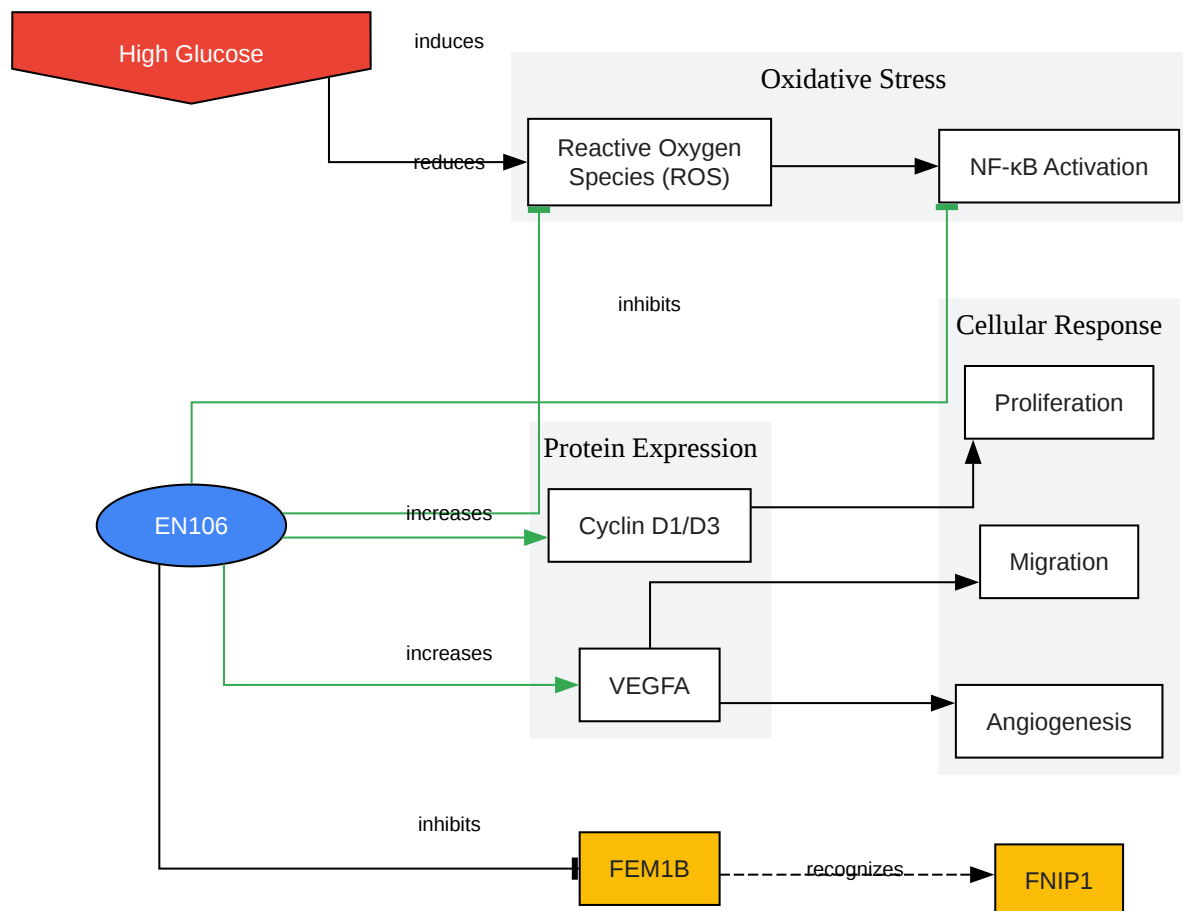 High Glucose
induces
Oxidative Stress
reduces
Reactive Oxygen
Species (ROS)
NF-κB Activation
inhibits
Cellular Response
Proliferation
Protein Expression
EN106
increases
Cyclin D1/D3
Migration
increases
VEGFA
Angiogenesis
inhibits
FEM1B
recognizes
FNIP1